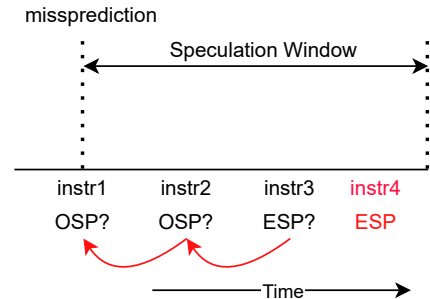 missprediction
Speculation Window
instr1 instr2 instr3 instr4
OSP? OSP? ESP? ESP
Time